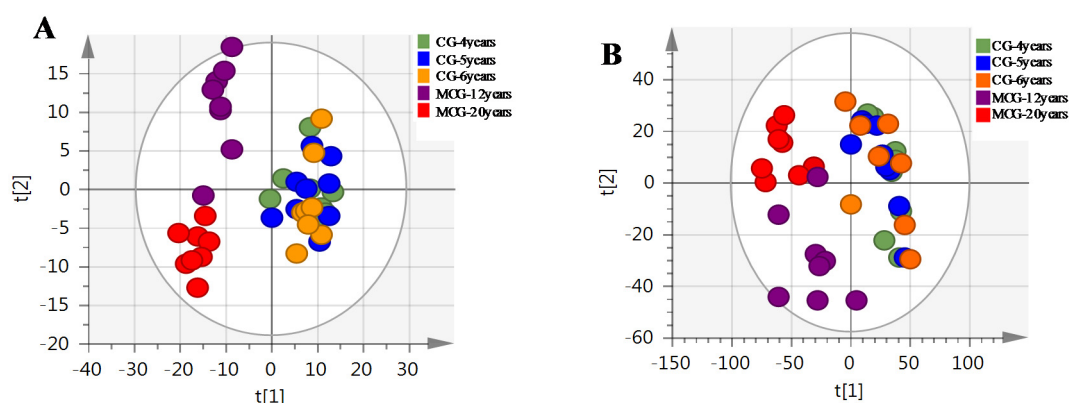 A
CG-4years
CG-5years
CG-6years
MCG-12years
MCG-20years
15
10
5
0
-5
-10
-15
-20
t[2]
-40 -30 -20 -10 0 10 20 30
t[1]
B
CG-4years
CG-5years
CG-6years
MCG-12years
MCG-20years
40
20
0
-20
-40
-60
t[2]
-150 -100 -50 0 50 100
t[1]